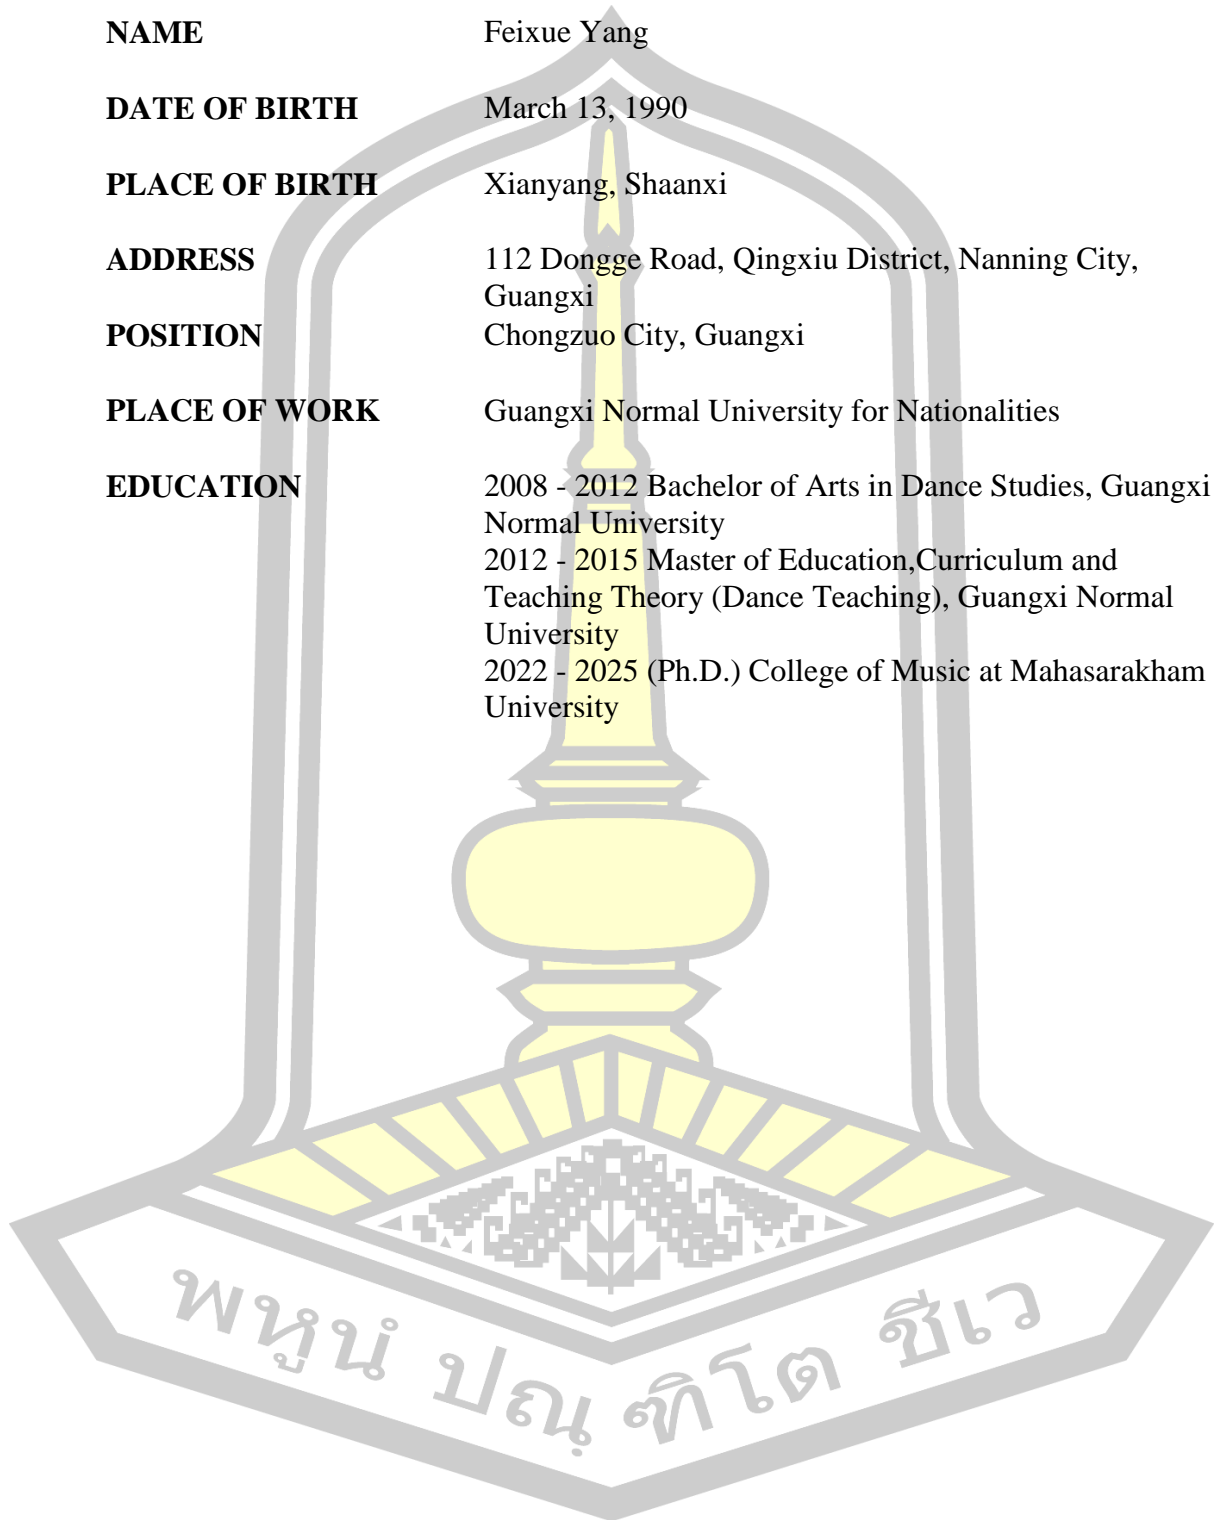 NAME Feixue Yang
DATE OF BIRTH March 13, 1990
PLACE OF BIRTH Xianyang, Shaanxi
ADDRESS 112 Dongge Road, Qingxiu District, Nanning City,
Guangxi
POSITION Chongzuo City, Guangxi
PLACE OF WORK Guangxi Normal University for Nationalities
EDUCATION 2008 - 2012 Bachelor of Arts in Dance Studies, Guangxi
Normal University
2012 - 2015 Master of Education,Curriculum and
Teaching Theory (Dance Teaching), Guangxi Normal
University
2022 - 2025 (Ph.D.) College of Music at Mahasarakham
University
พหูนํ ปณฺฑิโต ชีเว